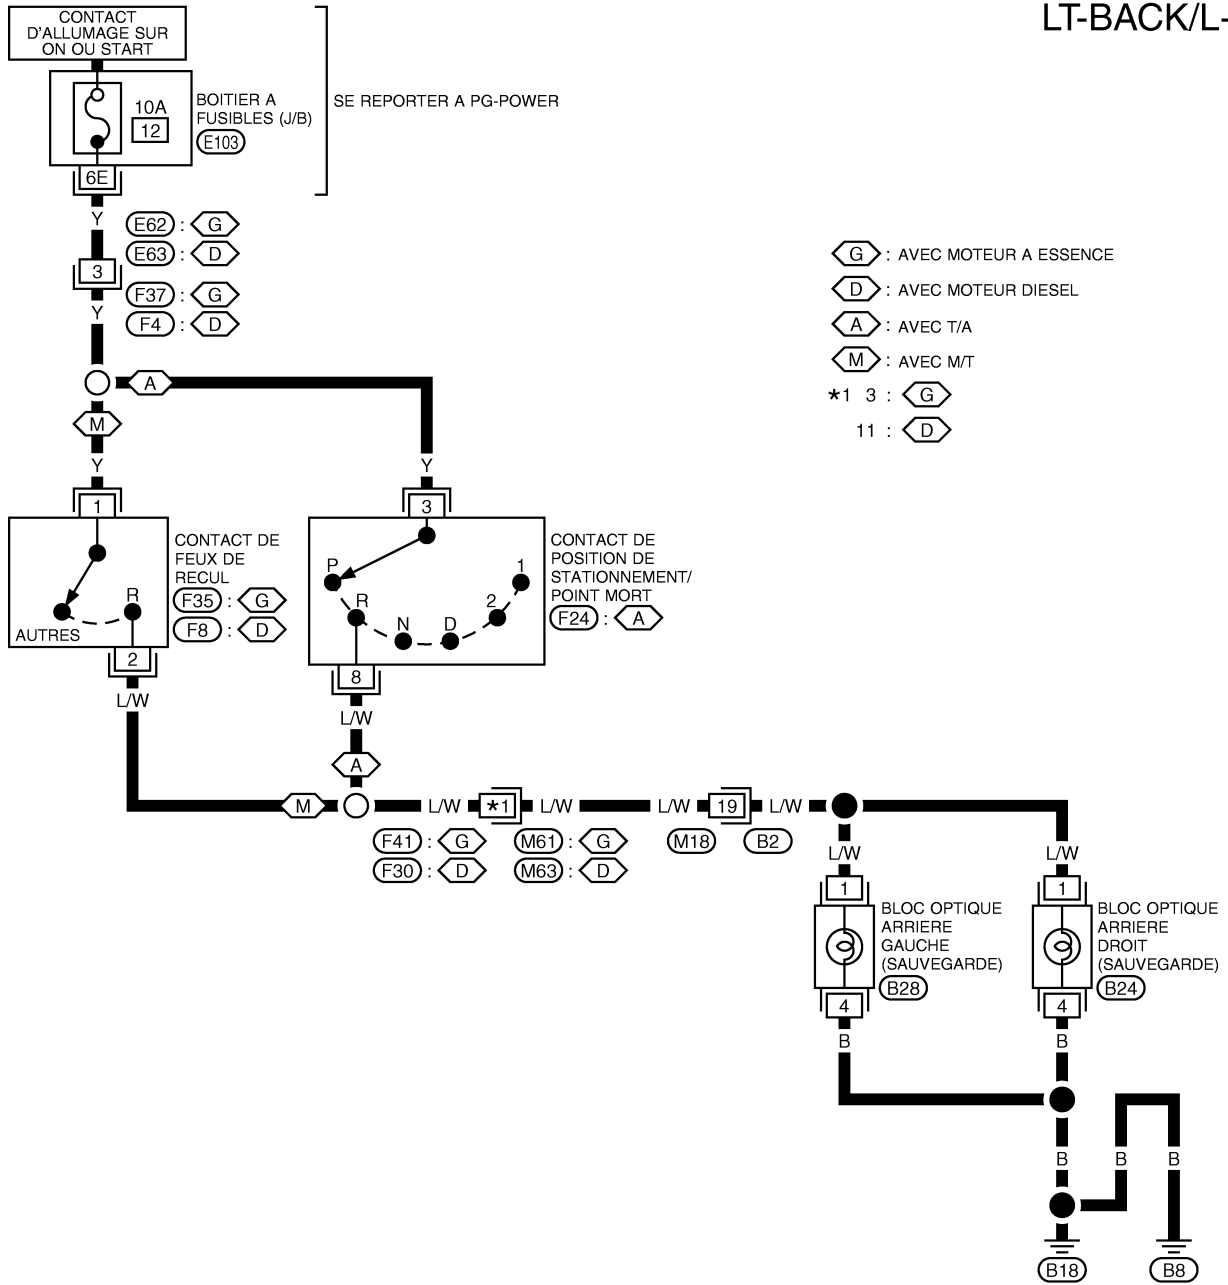 LT-BACK/L-
CONTACT
D'ALLUMAGE SUR
ON OU START
10A
12
BOITIER A
FUSIBLES (J/B)
E103
SE REPORTER A PG-POWER
6E
Y
E62 : G
E63 : D
3
F37 : G
F4 : D
Y
G : AVEC MOTEUR A ESSENCE
D : AVEC MOTEUR DIESEL
A : AVEC T/A
M : AVEC M/T
*1 3 : G
11 : D
A
M
Y
Y
1
3
CONTACT DE
FEUX DE
RECUL
F35 : G
F8 : D
R
AUTRES
2
L/W
P
R
N
D
2
1
CONTACT DE
POSITION DE
STATIONNEMENT/
POINT MORT
F24 : A
8
L/W
A
M
L/W
*1
L/W
L/W
19
L/W
F41 : G
F30 : D
M61 : G
M63 : D
M18
B2
L/W
L/W
1
1
BLOC OPTIQUE
ARRIERE
GAUCHE
(SAUVEGARDE)
B28
BLOC OPTIQUE
ARRIERE
DROIT
(SAUVEGARDE)
B24
4
4
B
B
B
B
B
B18
B8